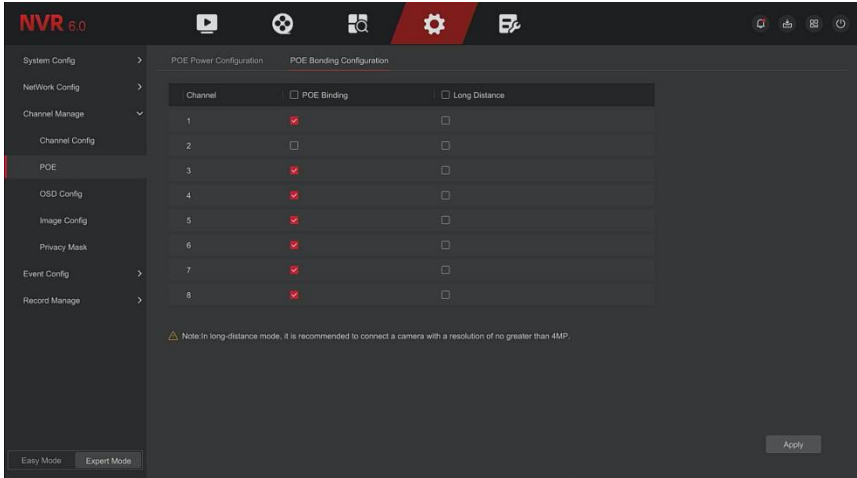 NVR 6.0
System Config
NetWork Config
Channel Manage
Channel Config
POE
OSD Config
Image Config
Privacy Mask
Event Config
Record Manage
Easy Mode Expert Mode
POE Power Configuration POE Bonding Configuration
Channel POE Binding Long Distance
1
2
3
4
5
6
7
8
Note:In long-distance mode, it is recommended to connect a camera with a resolution of no greater than 4MP.
Apply